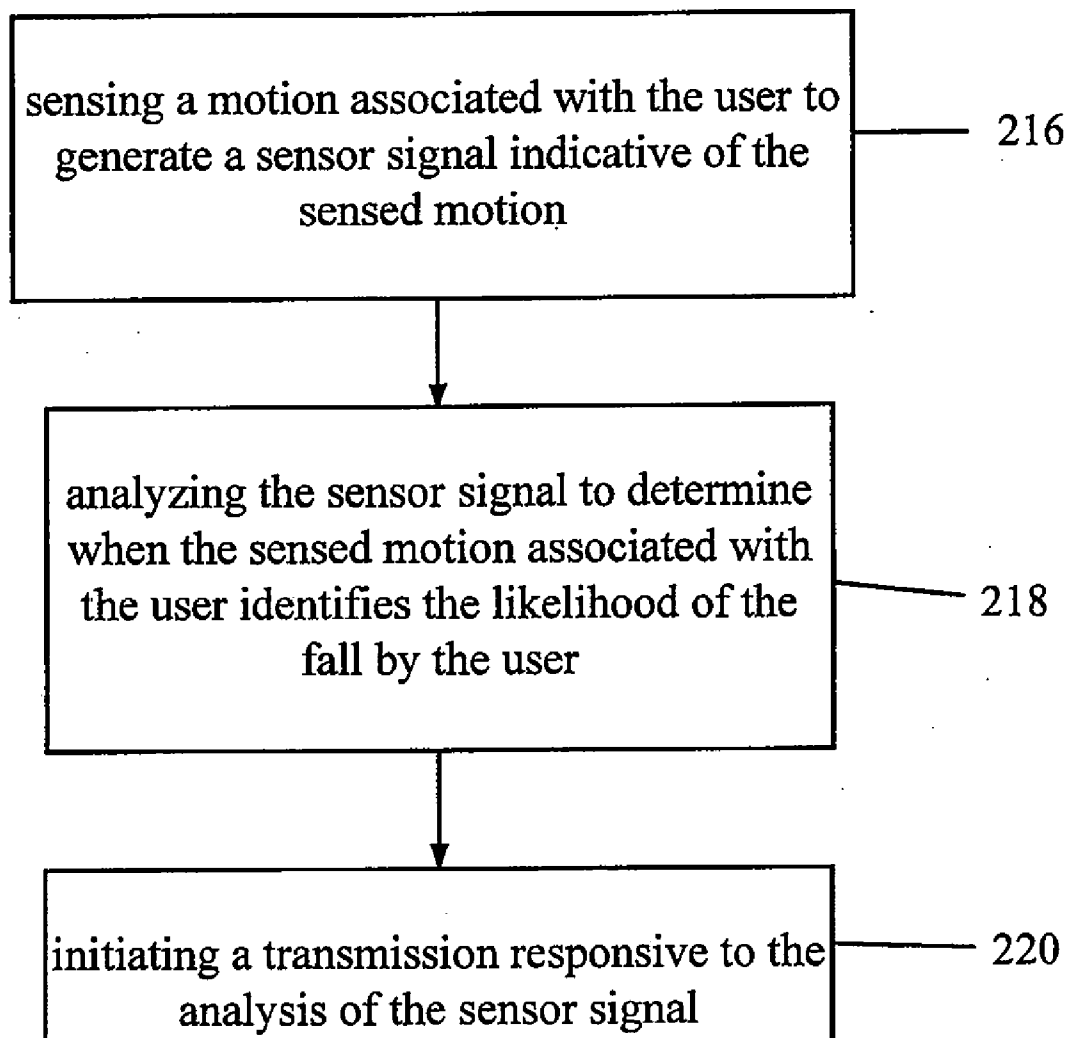 sensing a motion associated with the user to
generate a sensor signal indicative of the
sensed motion
216
analyzing the sensor signal to determine
when the sensed motion associated with
the user identifies the likelihood of the
fall by the user
218
initiating a transmission responsive to the
analysis of the sensor signal
220